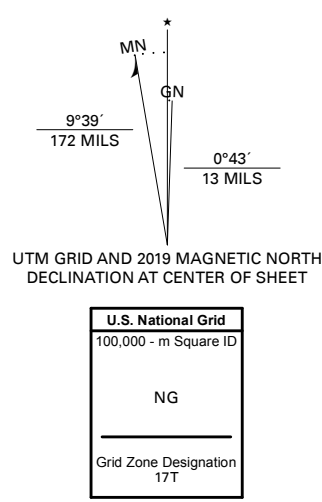 MN
GN
9°39´
172 MILS
0°43´
13 MILS
UTM GRID AND 2019 MAGNETIC NORTH
DECLINATION AT CENTER OF SHEET
U.S. National Grid
100,000 - m Square ID
NG
Grid Zone Designation
17T